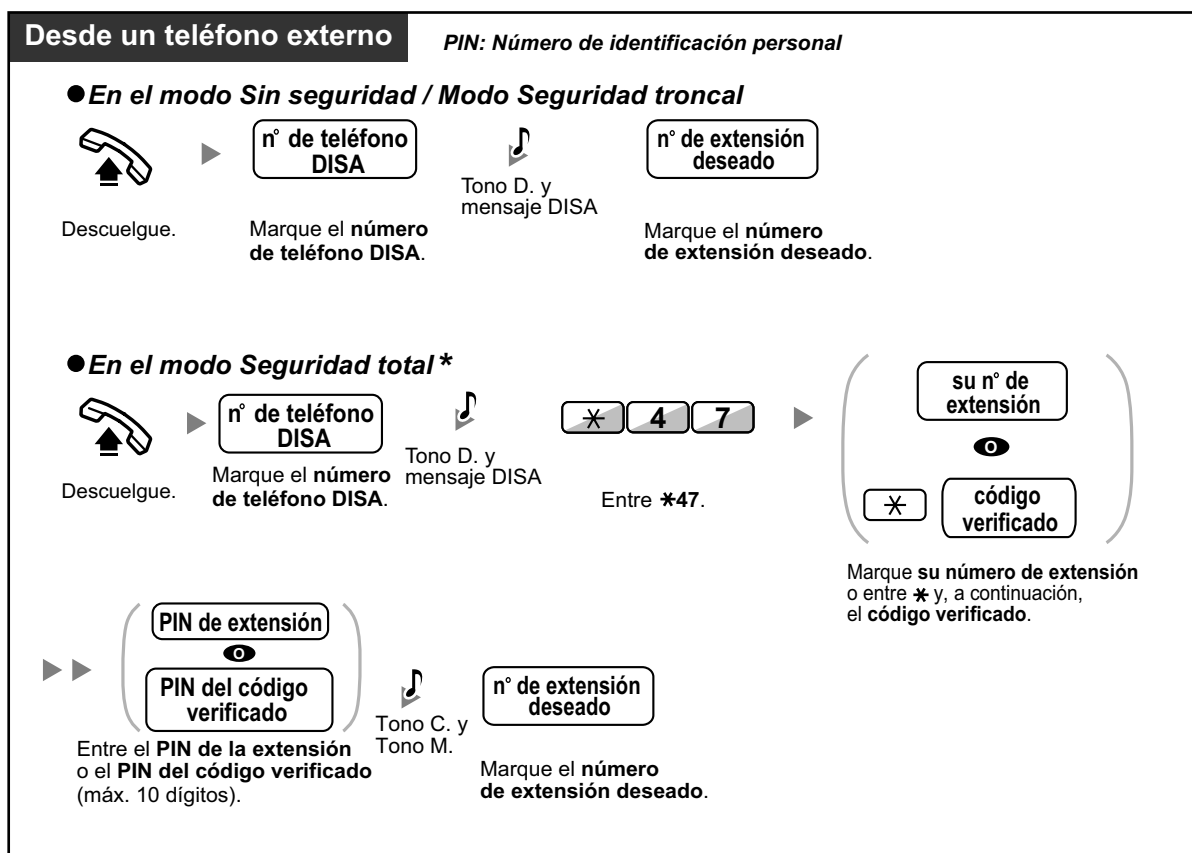 Desde un teléfono externo
PIN: Número de identificación personal
●En el modo Sin seguridad / Modo Seguridad troncal
n° de teléfono
DISA
n° de extensión
deseado
Tono D. y
mensaje DISA
Descuelgue.
Marque el número
de teléfono DISA.
Marque el número
de extensión deseado.
●En el modo Seguridad total*
n° de teléfono
DISA
Tono D. y
mensaje DISA
* 4 7
su n° de
extensión
o
* código
verificado
Descuelgue.
Marque el número
de teléfono DISA.
Entre *47.
Marque su número de extensión
o entre * y, a continuación,
el código verificado.
PIN de extensión
o
PIN del código
verificado
Tono C. y
Tono M.
n° de extensión
deseado
Entre el PIN de la extensión
o el PIN del código verificado
(máx. 10 dígitos).
Marque el número
de extensión deseado.